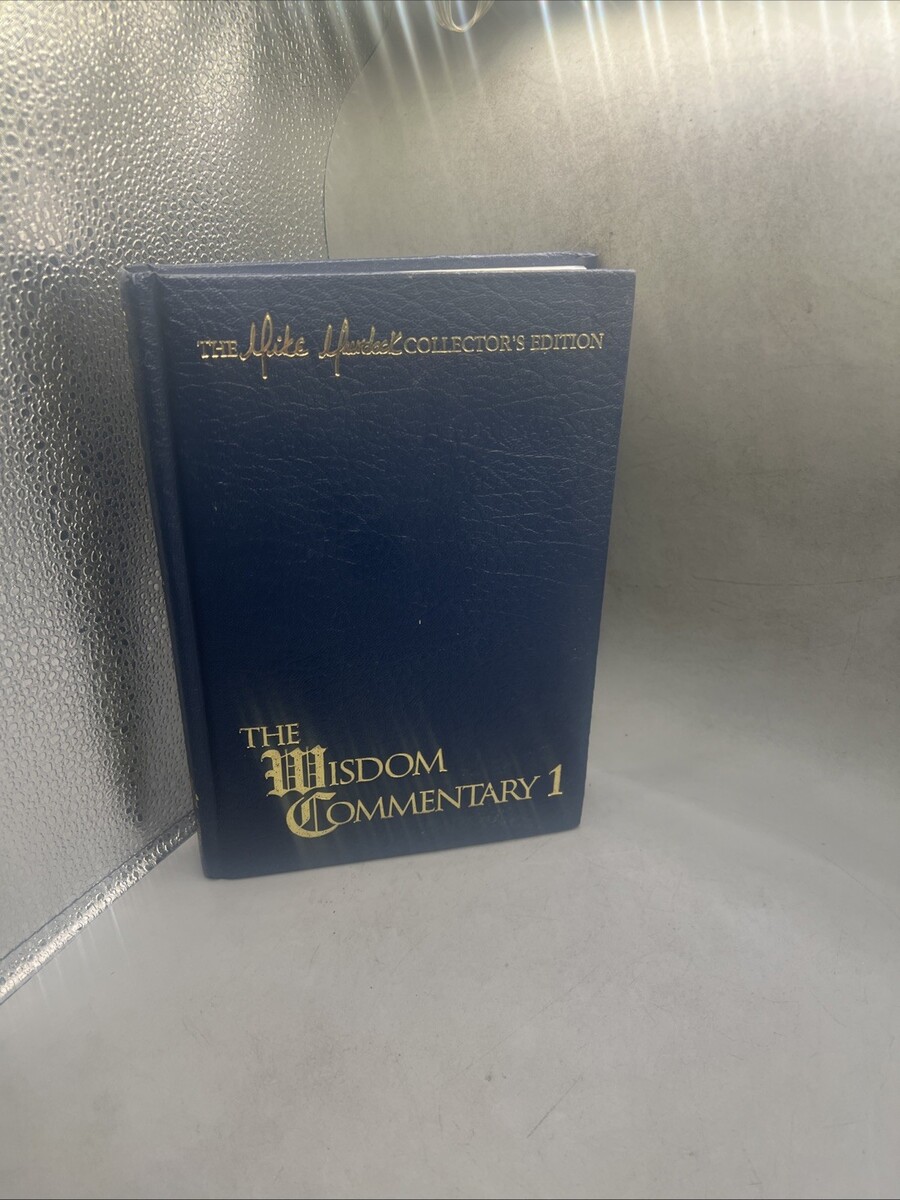 THE Mike Murdock COLLECTOR'S EDITION
THE
WISDOM
COMMENTARY 1